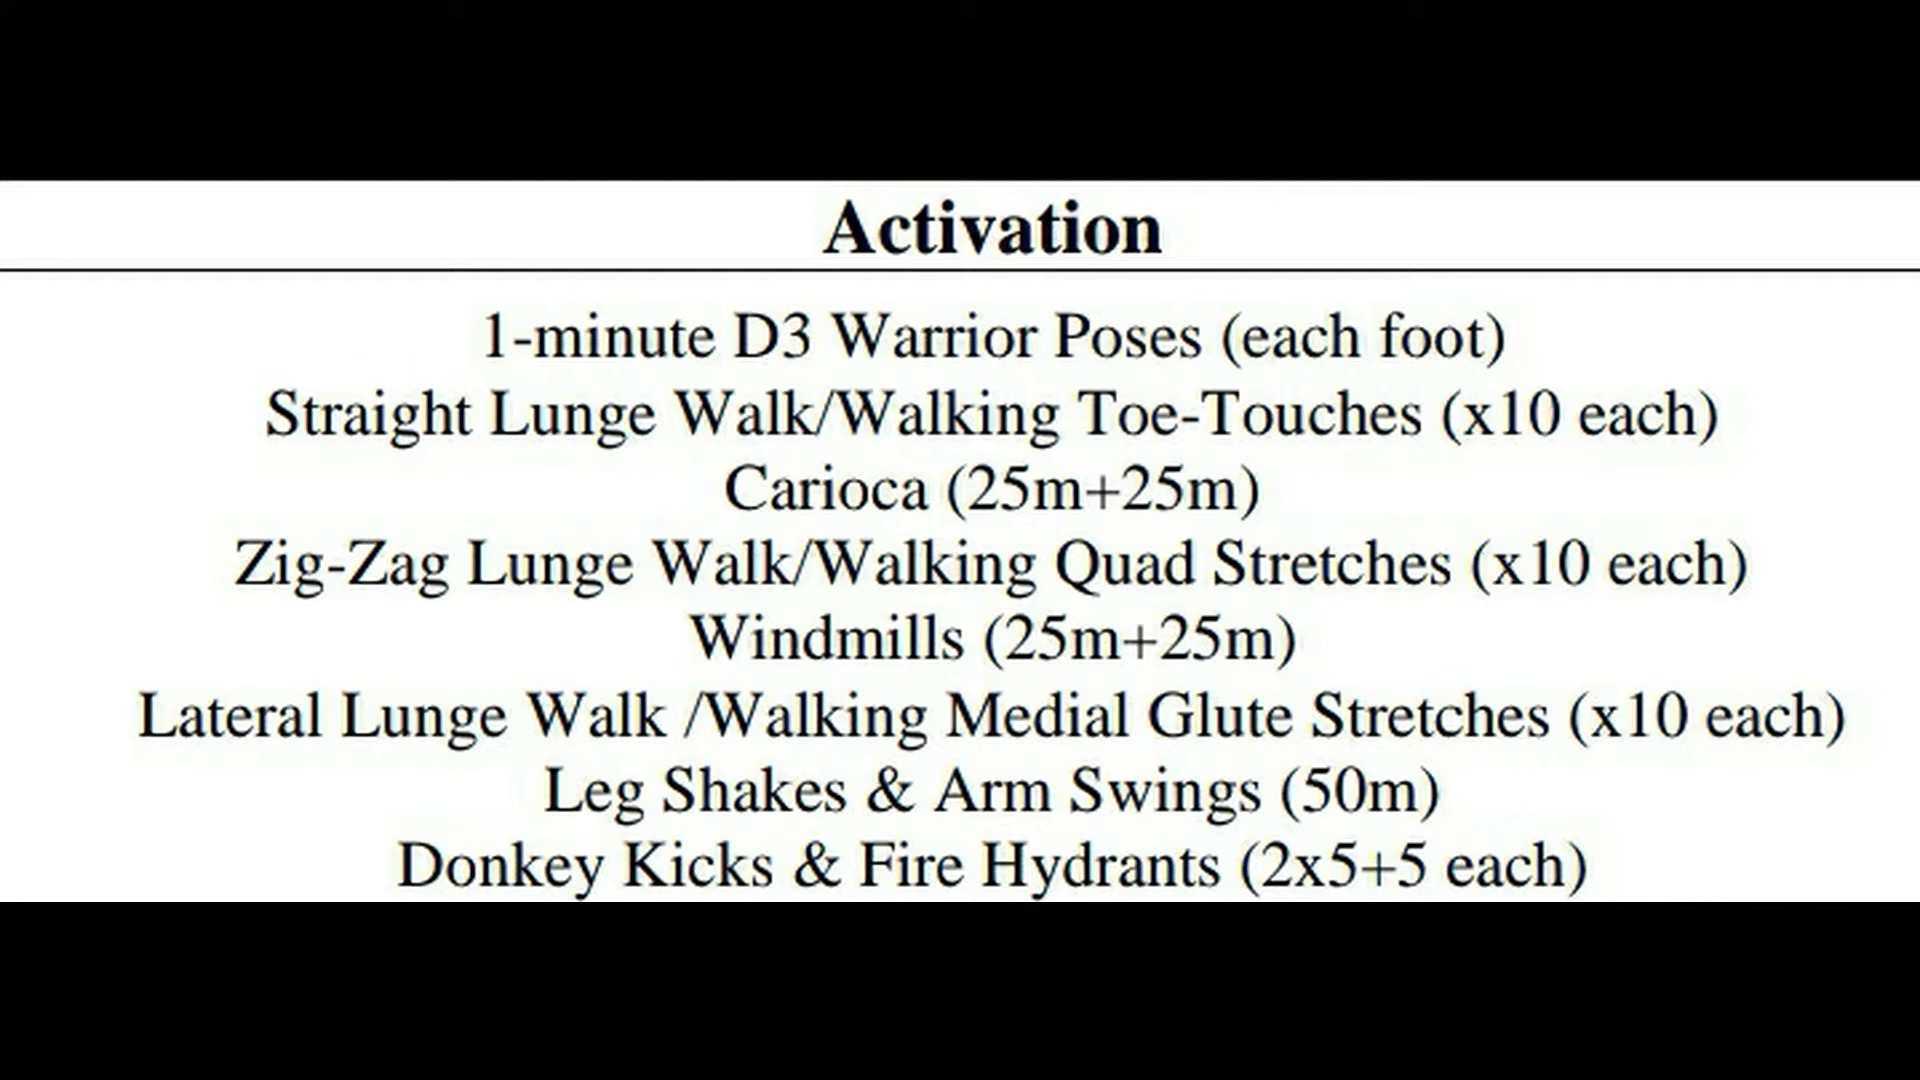 Activation
1-minute D3 Warrior Poses (each foot)
Straight Lunge Walk/Walking Toe-Touches (x10 each)
Carioca (25m+25m)
Zig-Zag Lunge Walk/Walking Quad Stretches (x10 each)
Windmills (25m+25m)
Lateral Lunge Walk /Walking Medial Glute Stretches (x10 each)
Leg Shakes & Arm Swings (50m)
Donkey Kicks & Fire Hydrants (2x5+5 each)